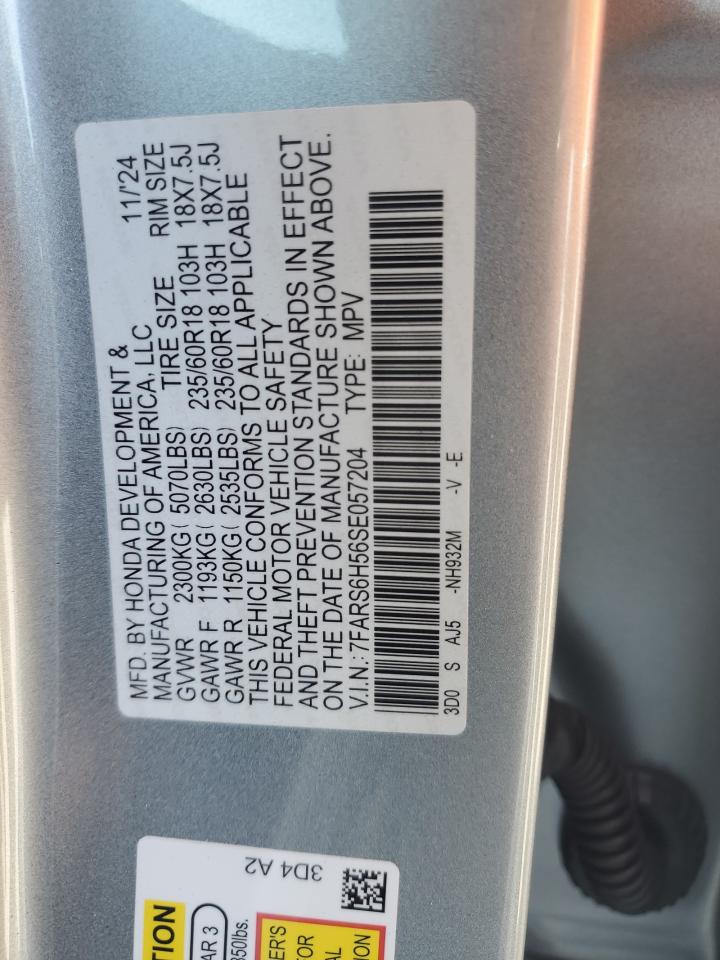 MFD. BY HONDA DEVELOPMENT & 11/'24
MANUFACTURING OF AMERICA, LLC
TIRE SIZE RIM SIZE
GVWR 2300KG( 5070LBS)
GAWR F 1193KG( 2630LBS) 235/60R18 103H 18X7.5J
GAWR R 1150KG( 2535LBS) 235/60R18 103H 18X7.5J
THIS VEHICLE CONFORMS TO ALL APPLICABLE
FEDERAL MOTOR VEHICLE SAFETY
AND THEFT PREVENTION STANDARDS IN EFFECT
ON THE DATE OF MANUFACTURE SHOWN ABOVE.
V.I.N.: 7FARS6H56SE057204 TYPE: MPV
3D0 S AJ5 -NH932M -V -E
3D4 A2